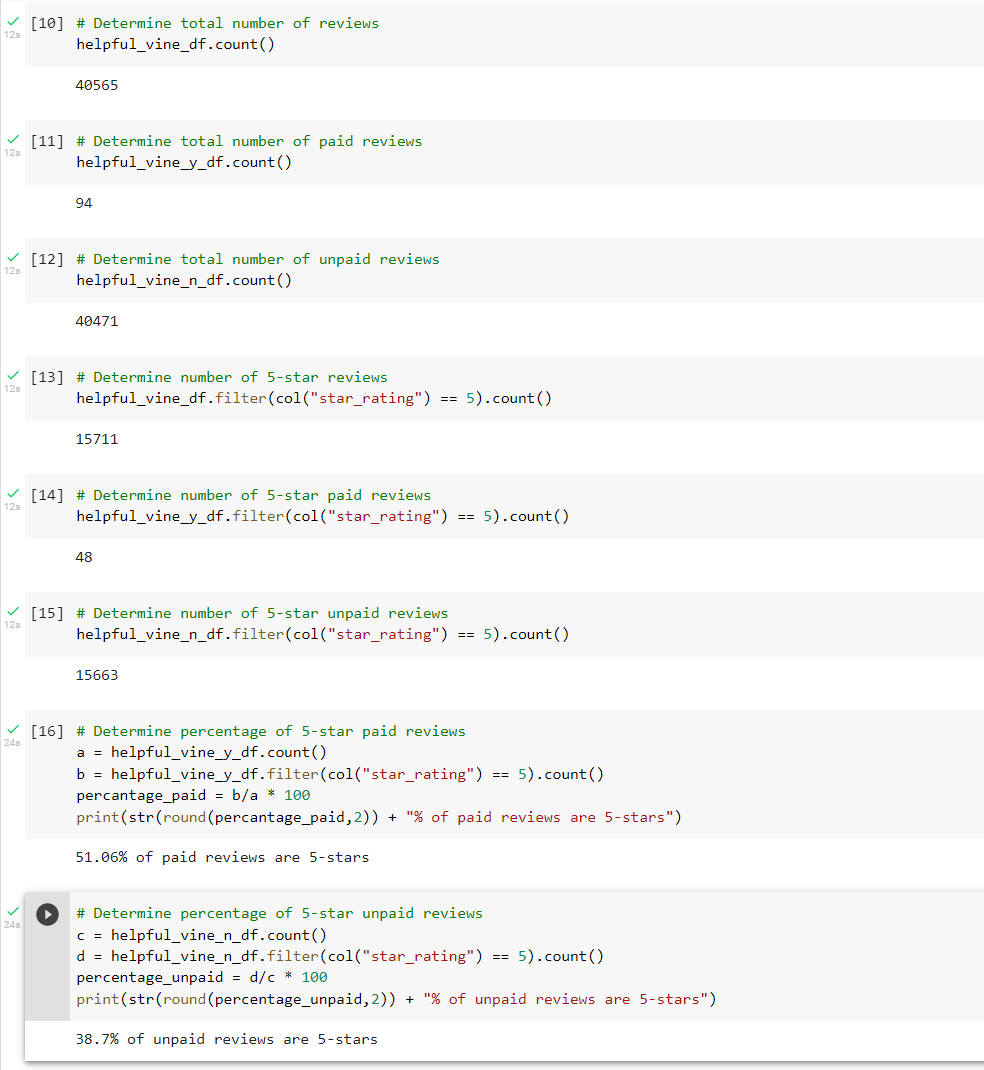 [10] # Determine total number of reviews
12s helpful_vine_df.count()
40565
[11] # Determine total number of paid reviews
12s helpful_vine_y_df.count()
94
[12] # Determine total number of unpaid reviews
12s helpful_vine_n_df.count()
40471
[13] # Determine number of 5-star reviews
12s helpful_vine_df.filter(col("star_rating") == 5).count()
15711
[14] # Determine number of 5-star paid reviews
12s helpful_vine_y_df.filter(col("star_rating") == 5).count()
48
[15] # Determine number of 5-star unpaid reviews
12s helpful_vine_n_df.filter(col("star_rating") == 5).count()
15663
[16] # Determine percentage of 5-star paid reviews
24s a = helpful_vine_y_df.count()
b = helpful_vine_y_df.filter(col("star_rating") == 5).count()
percantage_paid = b/a * 100
print(str(round(percantage_paid,2)) + "% of paid reviews are 5-stars")
51.06% of paid reviews are 5-stars
# Determine percentage of 5-star unpaid reviews
24s c = helpful_vine_n_df.count()
d = helpful_vine_n_df.filter(col("star_rating") == 5).count()
percentage_unpaid = d/c * 100
print(str(round(percentage_unpaid,2)) + "% of unpaid reviews are 5-stars")
38.7% of unpaid reviews are 5-stars